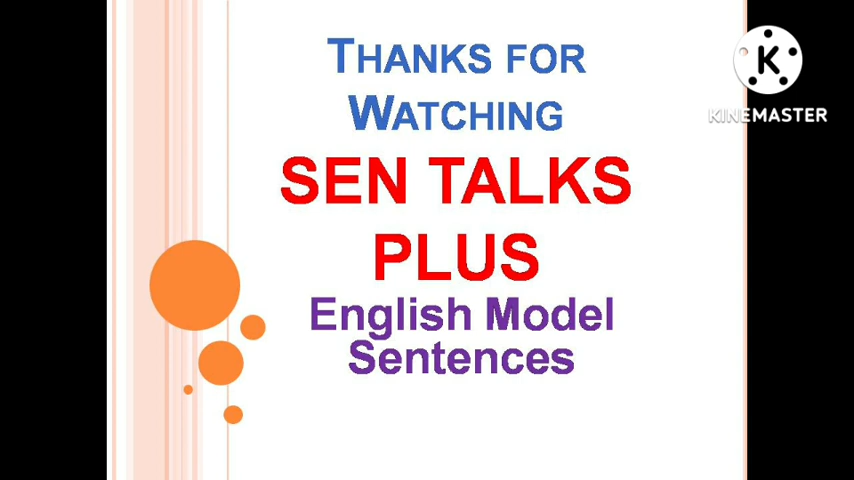 THANKS FOR
WATCHING
SEN TALKS
PLUS
English Model
Sentences
K
KINEMASTER